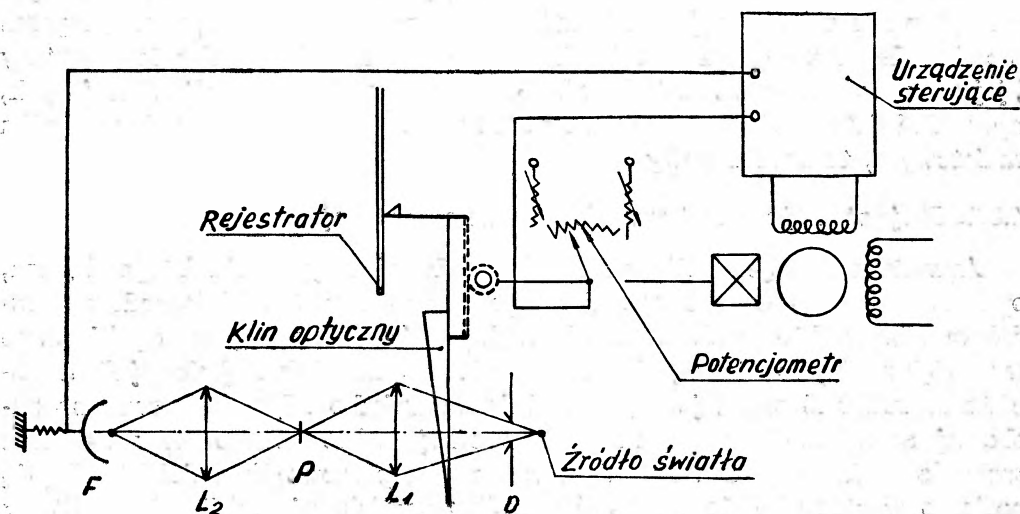 Urządzenie
sterujące
Rejestrator
Klin optyczny
Potencjometr
Źródło światła
F
L2
P
L1
D